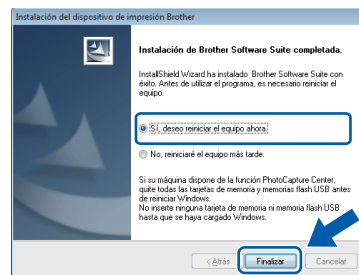 Instalación del dispositivo de impresión Brother
Instalación de Brother Software Suite completada.
InstallShield Wizard ha instalado Brother Software Suite con
éxito. Antes de utilizar el programa, es necesario reiniciar el
equipo.
Sí, deseo reiniciar el equipo ahora.
No, reiniciaré el equipo más tarde.
Si su máquina dispone de la función PhotoCapture Center,
quite todas las tarjetas de memoria y memorias flash USB antes
de reiniciar Windows.
No inserte ninguna tarjeta de memoria ni memoria flash USB
hasta que se haya cargado Windows.
< Atrás
Finalizar
Cancelar